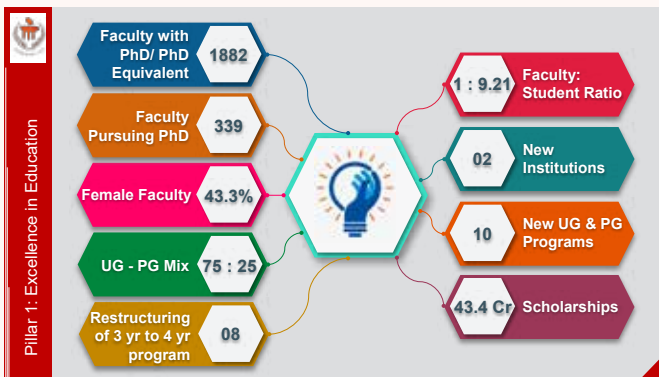 Pillar 1: Excellence in Education
Faculty with
PhD/ PhD
Equivalent
1882
Faculty
Pursuing PhD
339
Female Faculty
43.3%
UG - PG Mix
75 : 25
Restructuring
of 3 yr to 4 yr
program
08
1 : 9.21
Faculty:
Student Ratio
02
New
Institutions
10
New UG & PG
Programs
43.4 Cr
Scholarships